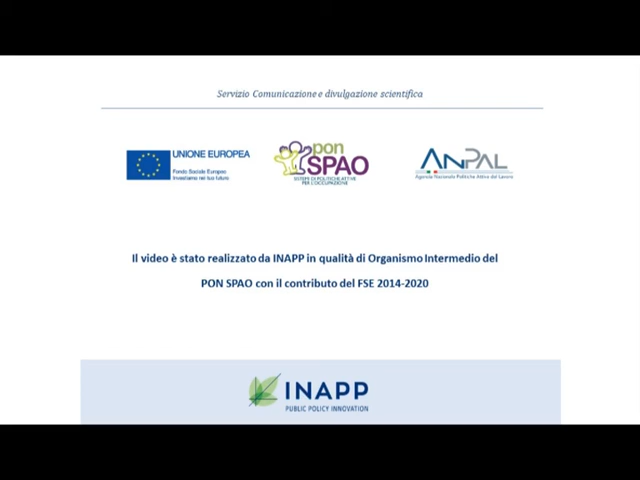 Servizio Comunicazione e divulgazione scientifica
UNIONE EUROPEA
Fondo Sociale Europeo
Investiamo nel tuo futuro
pon
SPAO
SISTEMI DI POLITICHE ATTIVE
PER L'OCCUPAZIONE
ANPAL
Agenzia Nazionale Politiche Attive del Lavoro
Il video è stato realizzato da INAPP in qualità di Organismo Intermedio del
PON SPAO con il contributo del FSE 2014-2020
INAPP
PUBLIC POLICY INNOVATION